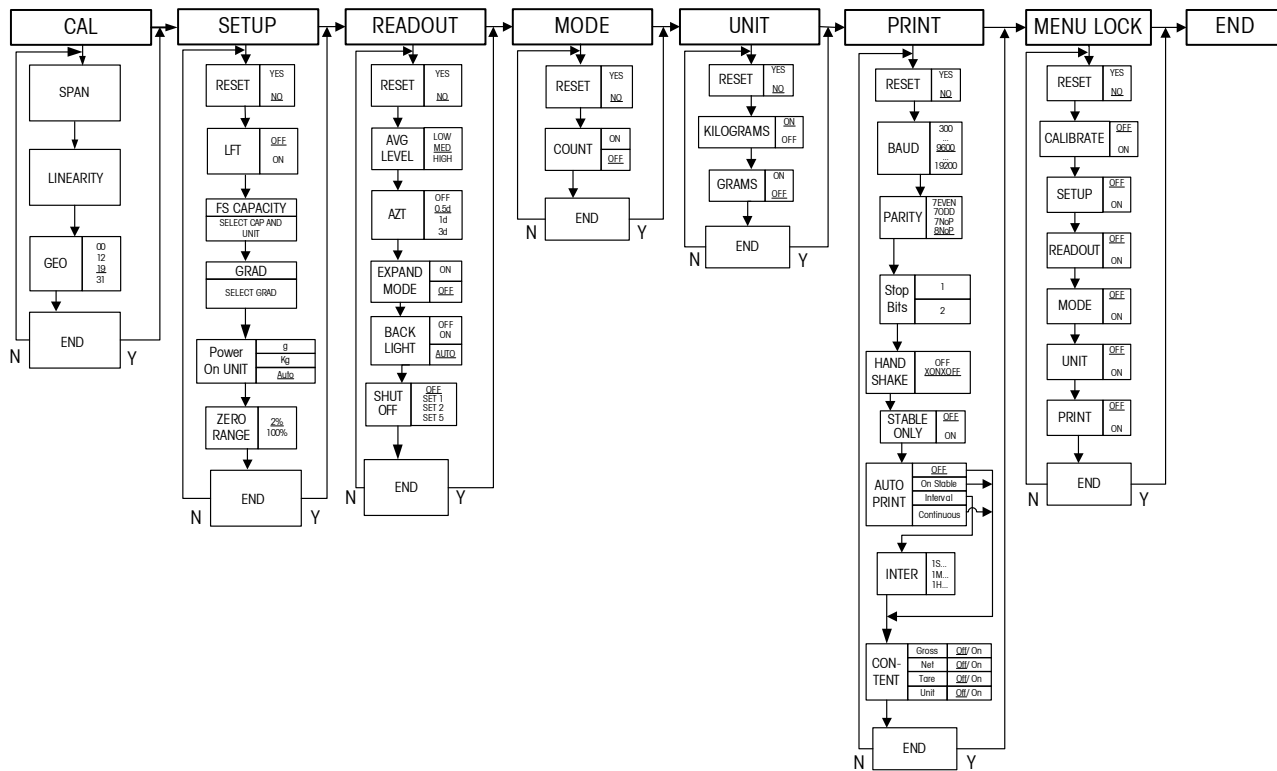 CAL
SETUP
READOUT
MODE
UNIT
PRINT
MENU LOCK
END
SPAN
LINEARITY
GEO
00
12
19
31
END
N
Y
RESET
YES
NO
LFT
OFF
ON
FS CAPACITY
SELECT CAP AND
UNIT
GRAD
SELECT GRAD
Power
On UNIT
g
Kg
Auto
ZERO
RANGE
2%
100%
END
N
Y
RESET
YES
NO
AVG
LEVEL
LOW
MED
HIGH
AZT
OFF
0.5d
1d
3d
EXPAND
MODE
ON
OFF
BACK
LIGHT
OFF
ON
AUTO
SHUT
OFF
OFF
SET 1
SET 2
SET 5
END
N
Y
RESET
YES
NO
COUNT
ON
OFF
END
N
Y
RESET
YES
NO
KILOGRAMS
ON
OFF
GRAMS
ON
OFF
END
N
Y
RESET
YES
NO
BAUD
300
...
9600
...
19200
PARITY
7EVEN
7ODD
7NoP
8NoP
Stop
Bits
1
2
HAND
SHAKE
OFF
XONXOFF
STABLE
ONLY
OFF
ON
AUTO
PRINT
OFF
On Stable
Interval
Continuous
INTER
1S...
1M...
1H...
CON-
TENT
Gross Off/ On
Net Off/ On
Tare Off/ On
Unit Off/ On
END
N
Y
RESET
YES
NO
CALIBRATE
OFF
ON
SETUP
OFF
ON
READOUT
OFF
ON
MODE
OFF
ON
UNIT
OFF
ON
PRINT
OFF
ON
END
N
Y